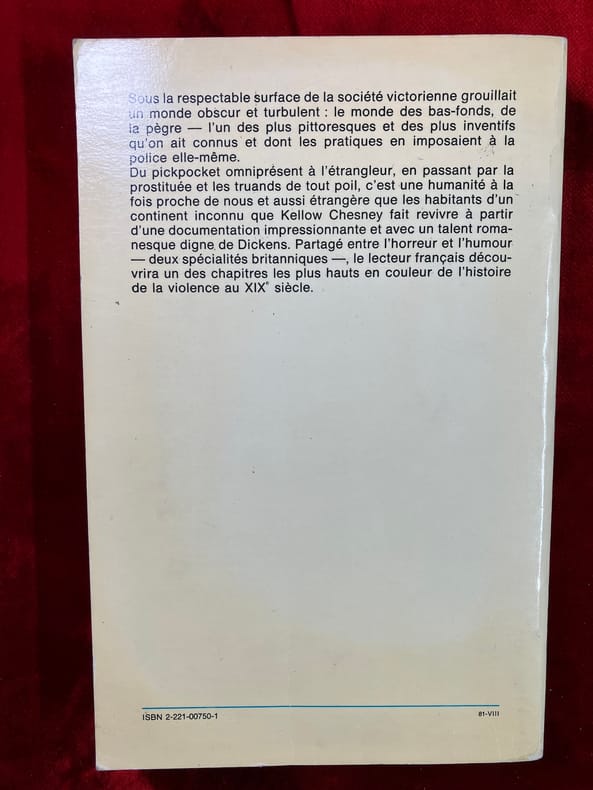 Sous la respectable surface de la société victorienne grouillait
un monde obscur et turbulent : le monde des bas-fonds, de
la pègre — l'un des plus pittoresques et des plus inventifs
qu'on ait connus et dont les pratiques en imposaient à la
police elle-même.
Du pickpocket omniprésent à l'étrangleur, en passant par la
prostituée et les truands de tout poil, c'est une humanité à la
fois proche de nous et aussi étrangère que les habitants d'un
continent inconnu que Kellow Chesney fait revivre à partir
d'une documentation impressionnante et avec un talent roma-
nesque digne de Dickens. Partagé entre l'horreur et l'humour
— deux spécialités britanniques —, le lecteur français décou-
vrira un des chapitres les plus hauts en couleur de l'histoire
de la violence au XIXe siècle.
ISBN 2-221-00750-1
81-VIII